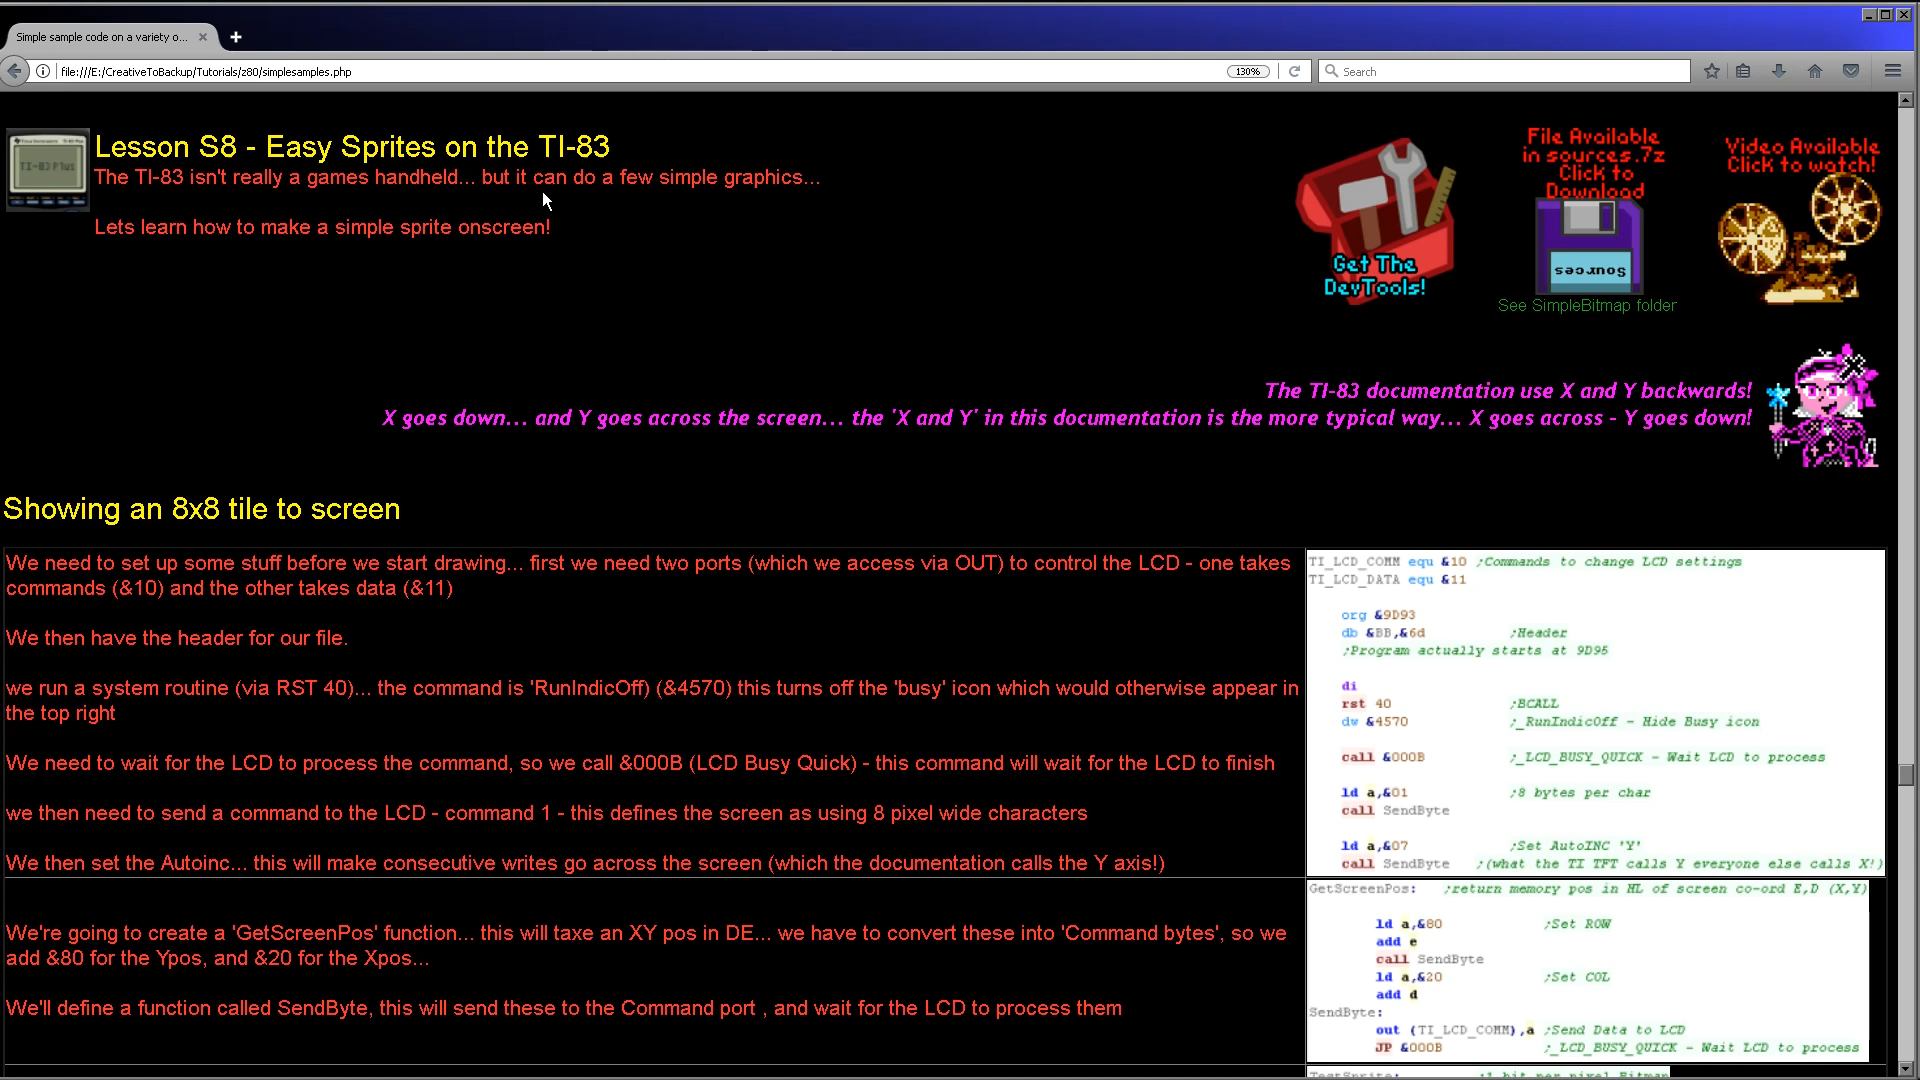 Simple sample code on a variety o...
file:///E:/CreativeToBackup/Tutorials/z80/simplesamples.php
130%
Search
TI-83 Plus
Lesson S8 - Easy Sprites on the TI-83
The TI-83 isn't really a games handheld... but it can do a few simple graphics...
Lets learn how to make a simple sprite onscreen!
Get The
DevTools!
File Available
in sources.7z
Click to
Download
Sources
See SimpleBitmap folder
Video Available
Click to watch!
The TI-83 documentation use X and Y backwards!
X goes down... and Y goes across the screen... the 'X and Y' in this documentation is the more typical way... X goes across - Y goes down!
Showing an 8x8 tile to screen
We need to set up some stuff before we start drawing... first we need two ports (which we access via OUT) to control the LCD - one takes
commands (&10) and the other takes data (&11)
We then have the header for our file.
we run a system routine (via RST 40)... the command is 'RunIndicOff) (&4570) this turns off the 'busy' icon which would otherwise appear in
the top right
We need to wait for the LCD to process the command, so we call &000B (LCD Busy Quick) - this command will wait for the LCD to finish
we then need to send a command to the LCD - command 1 - this defines the screen as using 8 pixel wide characters
We then set the Autoinc... this will make consecutive writes go across the screen (which the documentation calls the Y axis!)
TI_LCD_COMM equ &10 ;Commands to change LCD settings
TI_LCD_DATA equ &11
org &9D93
db &BB,&6d ;Header
;Program actually starts at 9D95
di
rst 40 ;BCALL
dw &4570 ;_RunIndicOff - Hide Busy icon
call &000B ;_LCD_BUSY_QUICK - Wait LCD to process
ld a,&01 ;8 bytes per char
call SendByte
ld a,&07 ;Set AutoINC 'Y'
call SendByte ;(what the TI TFT calls Y everyone else calls X!)
We're going to create a 'GetScreenPos' function... this will taxe an XY pos in DE... we have to convert these into 'Command bytes', so we
add &80 for the Ypos, and &20 for the Xpos...
We'll define a function called SendByte, this will send these to the Command port , and wait for the LCD to process them
GetScreenPos: ;return memory pos in HL of screen co-ord E,D (X,Y)
ld a,&80 ;Set ROW
add e
call SendByte
ld a,&20 ;Set COL
add d
SendByte:
out (TI_LCD_COMM),a ;Send Data to LCD
JP &000B ;_LCD_BUSY_QUICK - Wait LCD to process
TestSprite: ;1 bit per pixel Bitmap